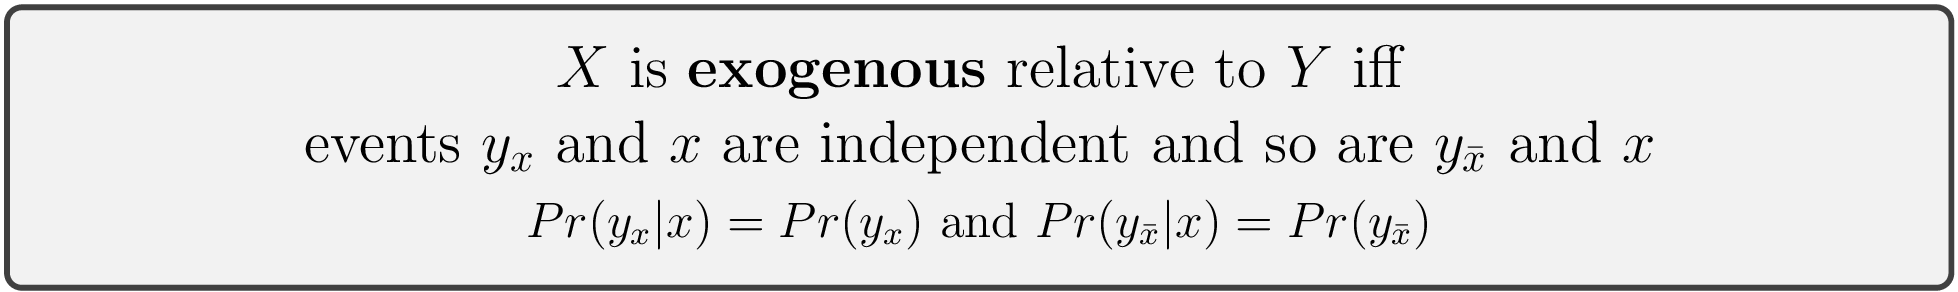 X is exogenous relative to Y iff
events y_x and x are independent and so are y_x̄ and x
Pr(y_x|x) = Pr(y_x) and Pr(y_x̄|x) = Pr(y_x̄)